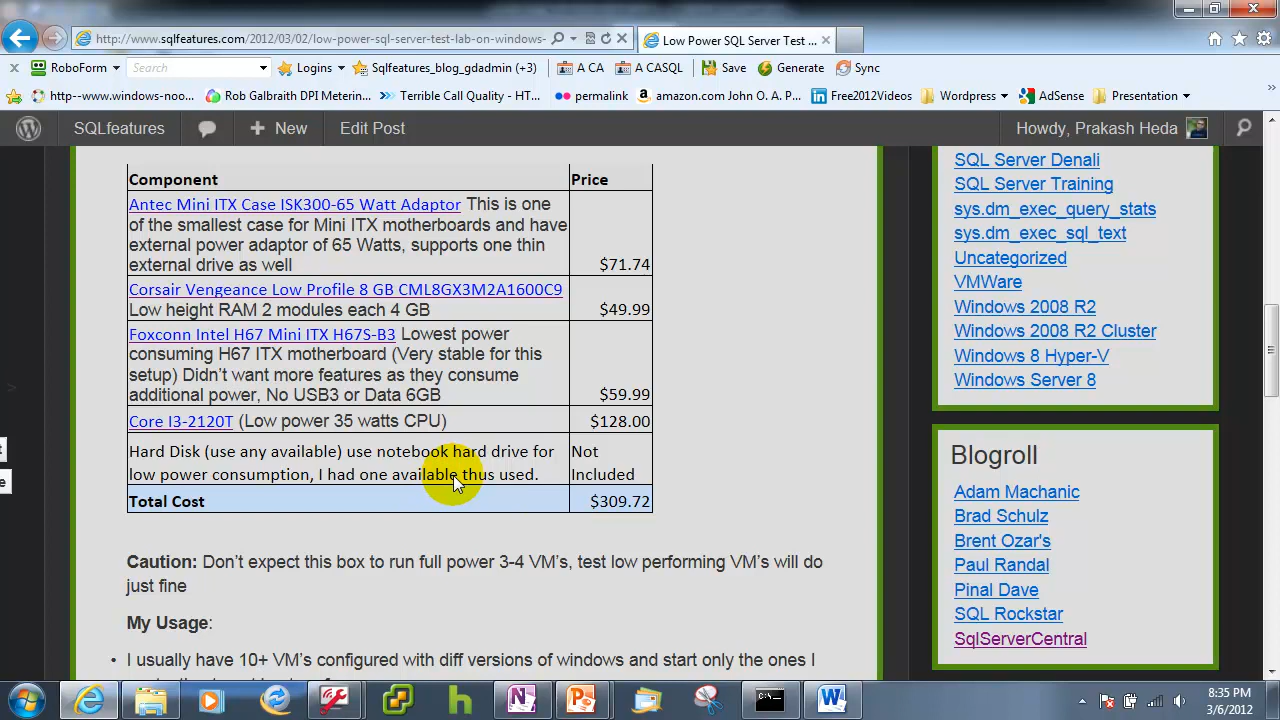 http://www.sqlfeatures.com/2012/03/02/low-power-sql-server-test-lab-on-windows-
Low Power SQL Server Test ...
RoboForm
Search
Logins
Sqlfeatures_blog_gdadmin (+3)
A CA
A CASQL
Save
Generate
Sync
http--www.windows-noo...
Rob Galbraith DPI Meterin...
Terrible Call Quality - HT...
permalink
amazon.com John O. A. P...
Free2012Videos
Wordpress
AdSense
Presentation
SQLfeatures
New
Edit Post
Howdy, Prakash Heda
Component Price
Antec Mini ITX Case ISK300-65 Watt Adaptor This is one
of the smallest case for Mini ITX motherboards and have
external power adaptor of 65 Watts, supports one thin
external drive as well $71.74
Corsair Vengeance Low Profile 8 GB CML8GX3M2A1600C9
Low height RAM 2 modules each 4 GB $49.99
Foxconn Intel H67 Mini ITX H67S-B3 Lowest power
consuming H67 ITX motherboard (Very stable for this
setup) Didn't want more features as they consume
additional power, No USB3 or Data 6GB $59.99
Core I3-2120T (Low power 35 watts CPU) $128.00
Hard Disk (use any available) use notebook hard drive for Not
low power consumption, I had one available thus used. Included
Total Cost $309.72
Caution: Don't expect this box to run full power 3-4 VM's, test low performing VM's will do
just fine
My Usage:
• I usually have 10+ VM's configured with diff versions of windows and start only the ones I
SQL Server Denali
SQL Server Training
sys.dm_exec_query_stats
sys.dm_exec_sql_text
Uncategorized
VMWare
Windows 2008 R2
Windows 2008 R2 Cluster
Windows 8 Hyper-V
Windows Server 8
Blogroll
Adam Machanic
Brad Schulz
Brent Ozar's
Paul Randal
Pinal Dave
SQL Rockstar
SqlServerCentral
8:35 PM
3/6/2012